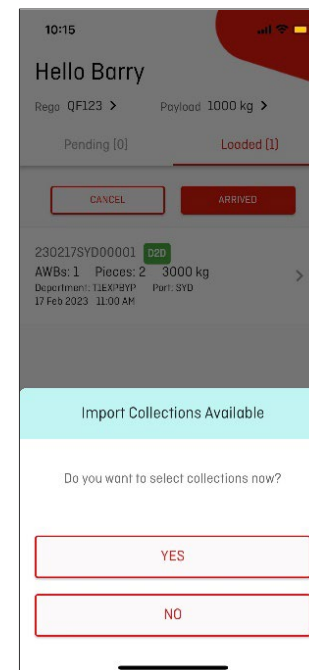 10:15
Hello Barry
Rego QF123 > Payload 1000 kg >
Pending [0] Loaded [1]
CANCEL ARRIVED
230217SYD00001 D2D
AWBs: 1 Pieces: 2 3000 kg
Department: T1EXPBYP Port: SYD
17 Feb 2023 11:00 AM
Import Collections Available
Do you want to select collections now?
YES
NO